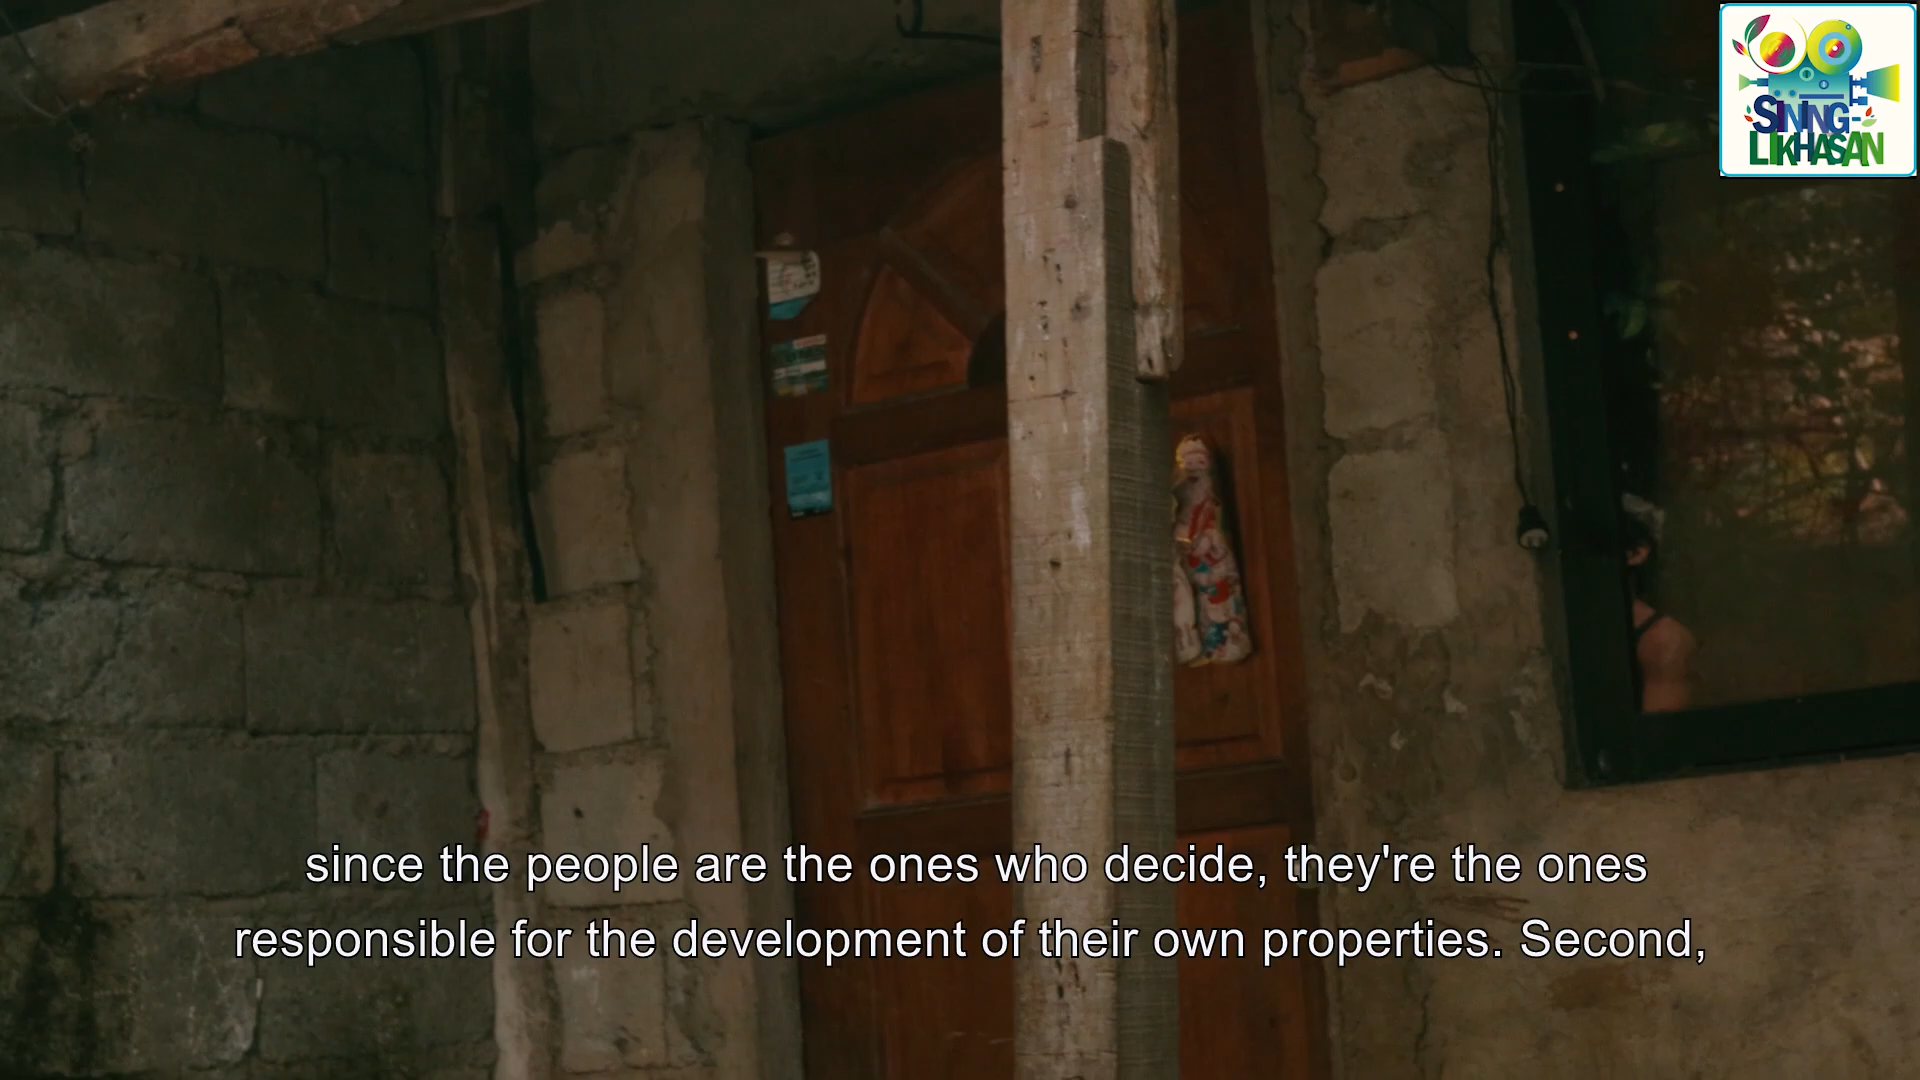 SINING-
LIKHASAN
since the people are the ones who decide, they're the ones
responsible for the development of their own properties. Second,